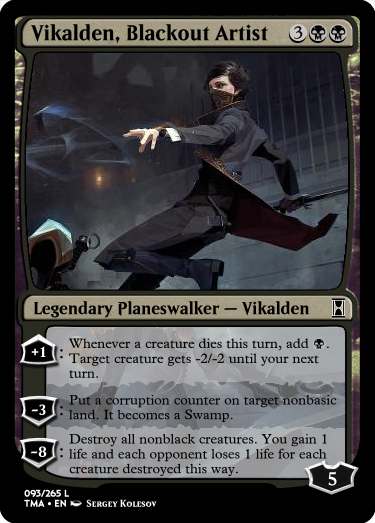 Vikalden, Blackout Artist 3
Legendary Planeswalker — Vikalden
+1: Whenever a creature dies this turn, add .
Target creature gets -2/-2 until your next
turn.
-3: Put a corruption counter on target nonbasic
land. It becomes a Swamp.
-8: Destroy all nonblack creatures. You gain 1
life and each opponent loses 1 life for each
creature destroyed this way.
5
093/265 L
TMA • EN Sergey Kolesov